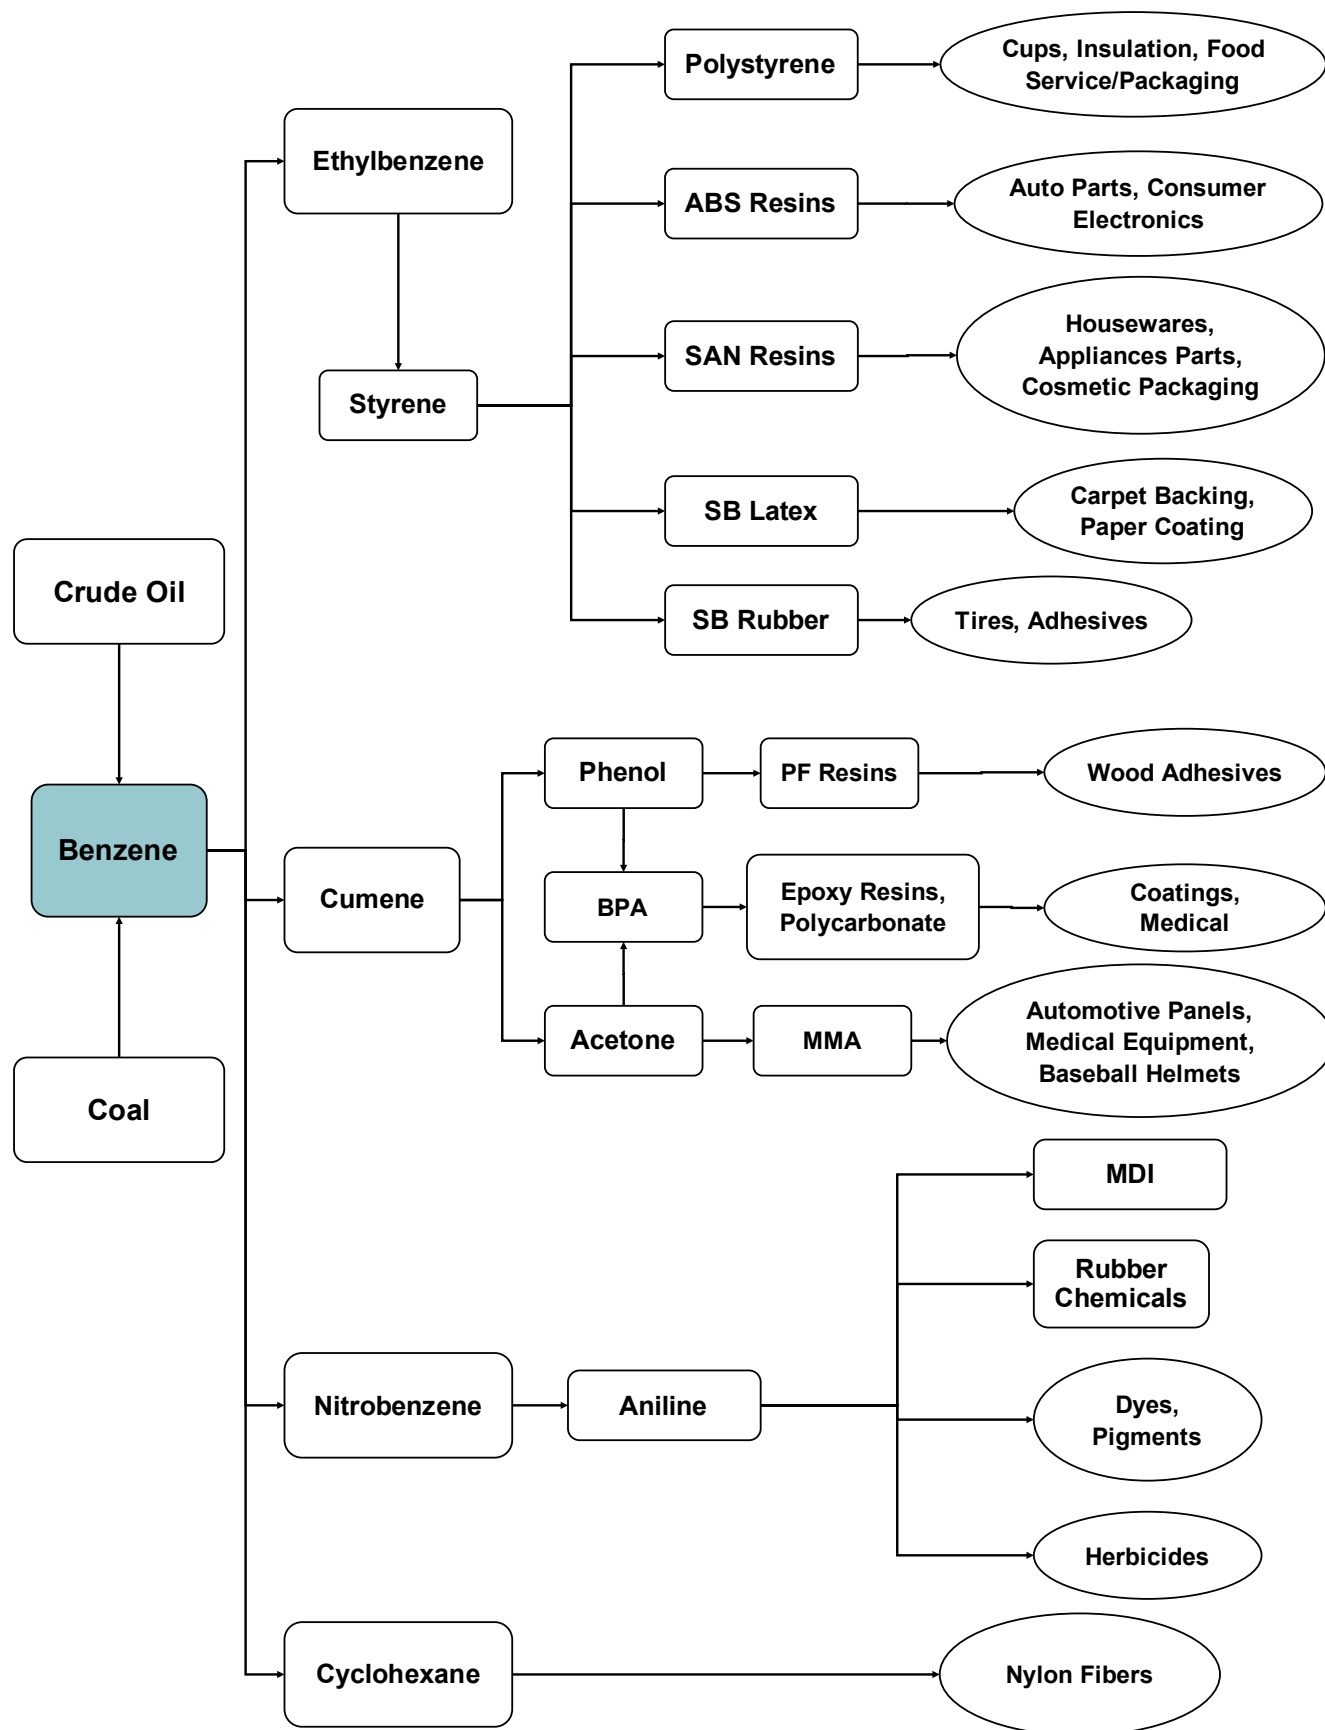 Polystyrene
Cups, Insulation, Food
Service/Packaging
Ethylbenzene
ABS Resins
Auto Parts, Consumer
Electronics
Styrene
SAN Resins
Housewares,
Appliances Parts,
Cosmetic Packaging
SB Latex
Carpet Backing,
Paper Coating
Crude Oil
SB Rubber
Tires, Adhesives
Benzene
Phenol
PF Resins
Wood Adhesives
Cumene
BPA
Epoxy Resins,
Polycarbonate
Coatings,
Medical
Acetone
MMA
Automotive Panels,
Medical Equipment,
Baseball Helmets
Coal
MDI
Rubber
Chemicals
Nitrobenzene
Aniline
Dyes,
Pigments
Herbicides
Cyclohexane
Nylon Fibers